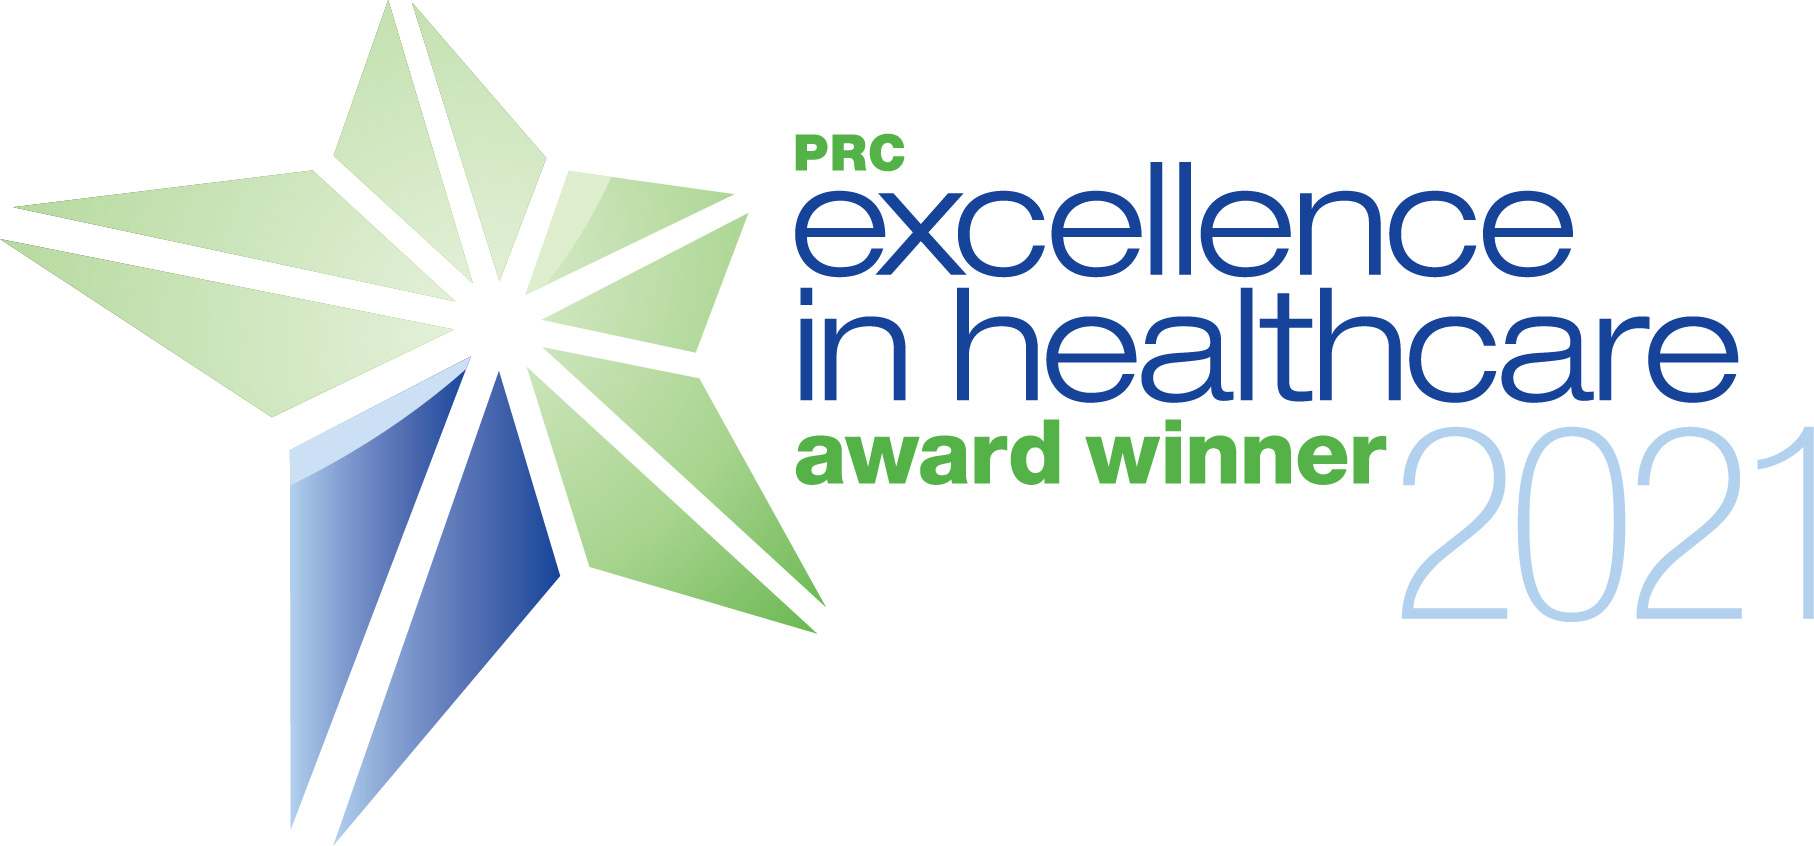 PRC
excellence
in healthcare
award winner
2021